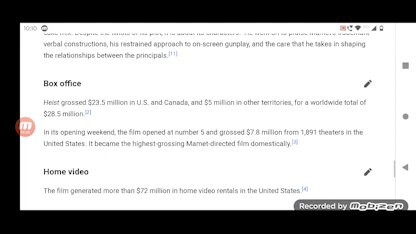 10:10
verbal constructions, his restrained approach to on-screen gunplay, and the care that he takes in shaping
the relationships between the principals.[11]
Box office
Heist grossed $23.5 million in U.S. and Canada, and $5 million in other territories, for a worldwide total of
$28.5 million.[2]
In its opening weekend, the film opened at number 5 and grossed $7.8 million from 1,891 theaters in the
United States. It became the highest-grossing Mamet-directed film domestically.[3]
Home video
The film generated more than $72 million in home video rentals in the United States.[4]
Recorded by Mobizen